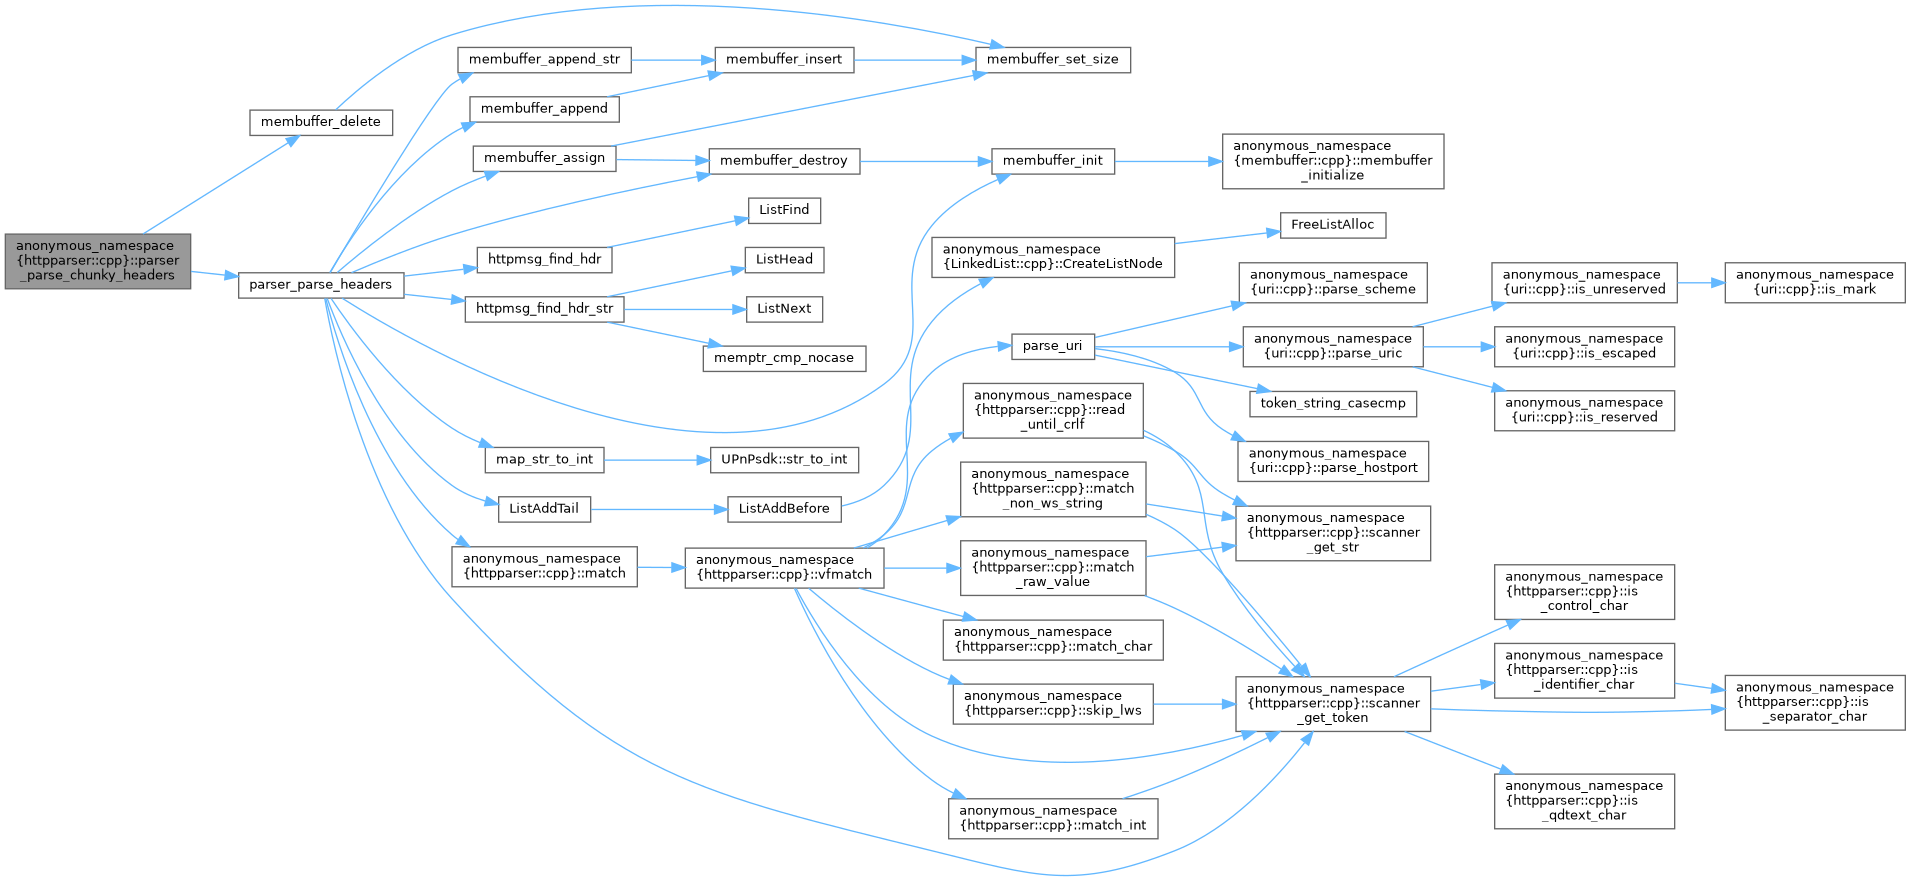 anonymous_namespace
{httpparser::cpp}::parser
_parse_chunky_headers
membuffer_delete
parser_parse_headers
membuffer_append_str
membuffer_append
membuffer_assign
httpmsg_find_hdr
httpmsg_find_hdr_str
map_str_to_int
ListAddTail
anonymous_namespace
{httpparser::cpp}::match
membuffer_insert
membuffer_destroy
ListFind
ListHead
ListNext
memptr_cmp_nocase
UPnPsdk::str_to_int
ListAddBefore
anonymous_namespace
{httpparser::cpp}::vfmatch
membuffer_set_size
membuffer_init
anonymous_namespace
{LinkedList::cpp}::CreateListNode
parse_uri
anonymous_namespace
{httpparser::cpp}::read
_until_crlf
anonymous_namespace
{httpparser::cpp}::match
_non_ws_string
anonymous_namespace
{httpparser::cpp}::match
_raw_value
anonymous_namespace
{httpparser::cpp}::match_char
anonymous_namespace
{httpparser::cpp}::skip_lws
anonymous_namespace
{httpparser::cpp}::match_int
anonymous_namespace
{membuffer::cpp}::membuffer
_initialize
FreeListAlloc
anonymous_namespace
{uri::cpp}::parse_scheme
anonymous_namespace
{uri::cpp}::parse_uric
token_string_casecmp
anonymous_namespace
{uri::cpp}::parse_hostport
anonymous_namespace
{httpparser::cpp}::scanner
_get_str
anonymous_namespace
{httpparser::cpp}::scanner
_get_token
anonymous_namespace
{uri::cpp}::is_unreserved
anonymous_namespace
{uri::cpp}::is_escaped
anonymous_namespace
{uri::cpp}::is_reserved
anonymous_namespace
{httpparser::cpp}::is
_control_char
anonymous_namespace
{httpparser::cpp}::is
_identifier_char
anonymous_namespace
{httpparser::cpp}::is
_qdtext_char
anonymous_namespace
{uri::cpp}::is_mark
anonymous_namespace
{httpparser::cpp}::is
_separator_char